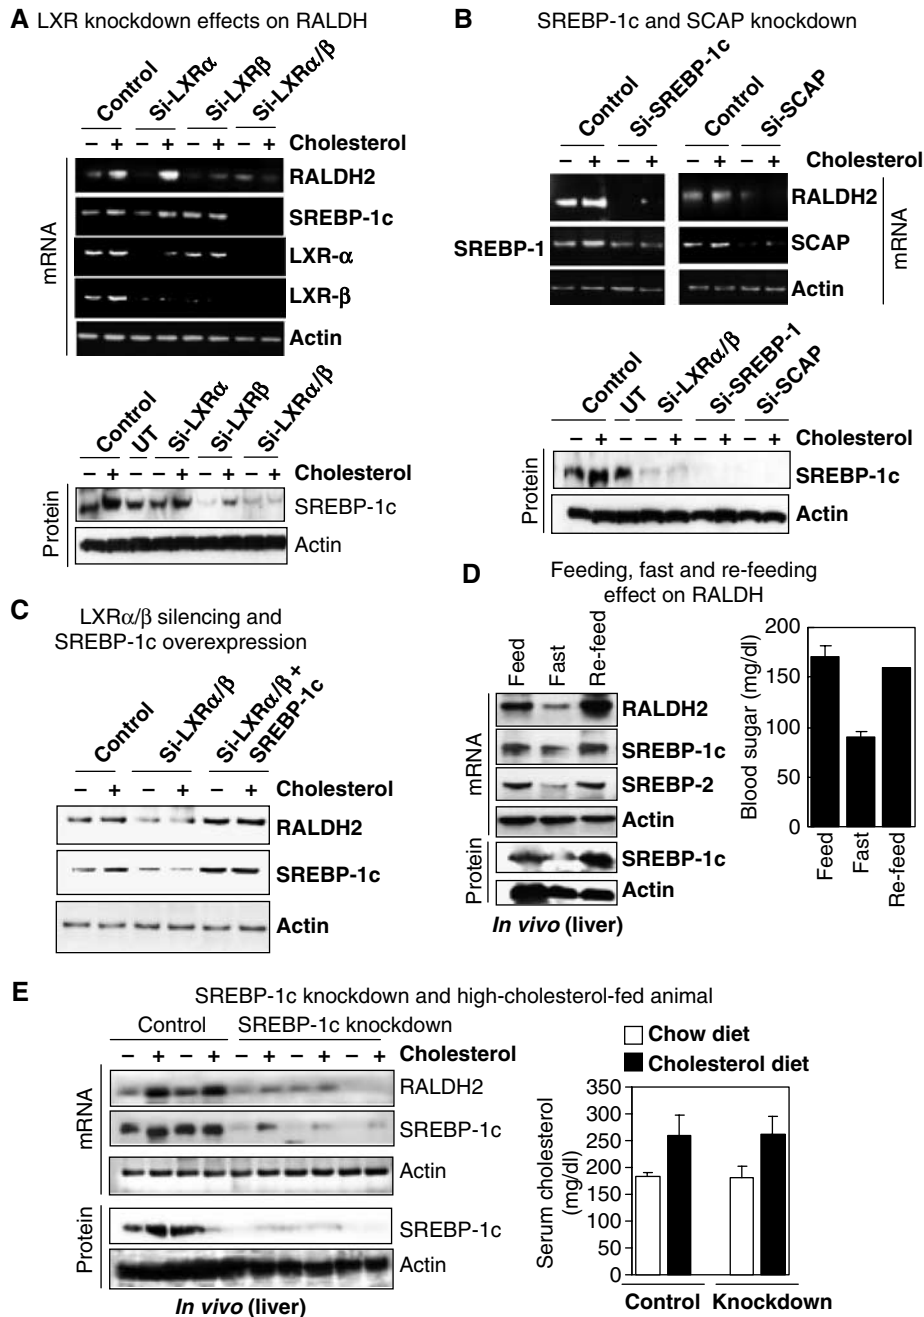 A LXR knockdown effects on RALDH
Control Si-LXRα Si-LXRβ Si-LXRα/β
– + – + – + – + Cholesterol
mRNA
RALDH2
SREBP-1c
LXR-α
LXR-β
Actin
Control UT Si-LXRα Si-LXRβ Si-LXRα/β
– + – – + – + – + Cholesterol
Protein
SREBP-1c
Actin
B SREBP-1c and SCAP knockdown
Control Si-SREBP-1c Control Si-SCAP
– + – + – + – + Cholesterol
RALDH2
SREBP-1 SCAP
Actin
mRNA
Control UT Si-LXRα/β Si-SREBP-1 Si-SCAP
– + – – + – + – + Cholesterol
Protein
SREBP-1c
Actin
C LXRα/β silencing and
SREBP-1c overexpression
Control Si-LXRα/β Si-LXRα/β +
SREBP-1c
– + – + – + Cholesterol
RALDH2
SREBP-1c
Actin
D Feeding, fast and re-feeding
effect on RALDH
Feed Fast Re-feed
mRNA
RALDH2
SREBP-1c
SREBP-2
Actin
Protein
SREBP-1c
Actin
In vivo (liver)
Blood sugar (mg/dl)
200
150
100
50
0
Feed Fast Re-feed
E SREBP-1c knockdown and high-cholesterol-fed animal
Control SREBP-1c knockdown
– + – + – + – + – + Cholesterol
mRNA
RALDH2
SREBP-1c
Actin
Protein
SREBP-1c
Actin
In vivo (liver)
Chow diet
Cholesterol diet
Serum cholesterol
(mg/dl)
350
300
250
200
150
100
50
0
Control Knockdown